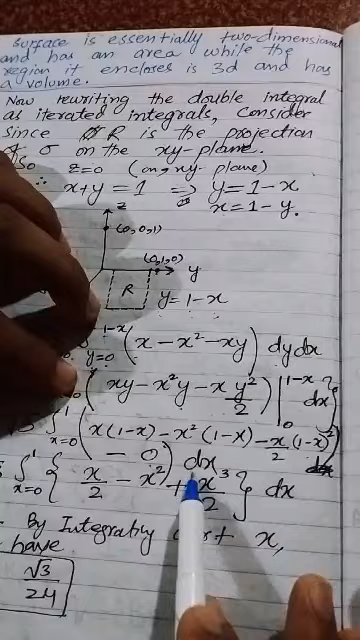 surface is essentially two-dimensional
and has an area while the
region it encloses is 3d and has
a volume.
Now rewriting the double integral
as iterated integrals, Consider
Since R is the projection
of σ on the xy-plane.
so z=0 (on xy-plane)
∴ x+y=1 ⇒ y=1-x
x=1-y.
z
(0,0,1)
(0,1,0)
y
R
y=1-x
1-x
y=0 (x-x²-xy) dydx
(xy-x²y-x y²/2) |₀^{1-x} dx
∫_{x=0}^{1} (x(1-x)-x²(1-x)-x/2 (1-x)²
-0) dx
∫_{x=0}^{1} { x/2 - x² + x³/2 } dx
By Integrating w.r.t x,
have
√3/24